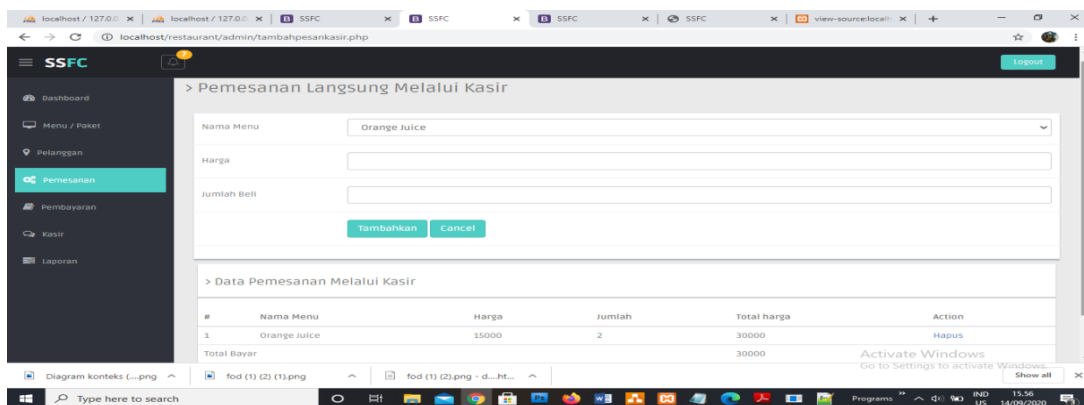 localhost / 127.0.0 localhost / 127.0.0 SSFC SSFC SSFC SSFC view-source:localh
localhost/restaurant/admin/tambahpesankasir.php
SSFC 7 Logout
> Pemesanan Langsung Melalui Kasir
Dashboard
Menu / Paket
Pelanggan
Pemesanan
Pembayaran
Kasir
Laporan
Nama Menu Orange Juice
Harga
Jumlah Beli
Tambahkan Cancel
> Data Pemesanan Melalui Kasir
# Nama Menu Harga Jumlah Total harga Action
1 Orange Juice 15000 2 30000 Hapus
Total Bayar 30000
Activate Windows
Go to Settings to activate Windows.
Diagram konteks (....png fod (1) (2) (1).png fod (1) (2).png - d....ht... Show all
Type here to search Programs IND 15.56
US 14/09/2020